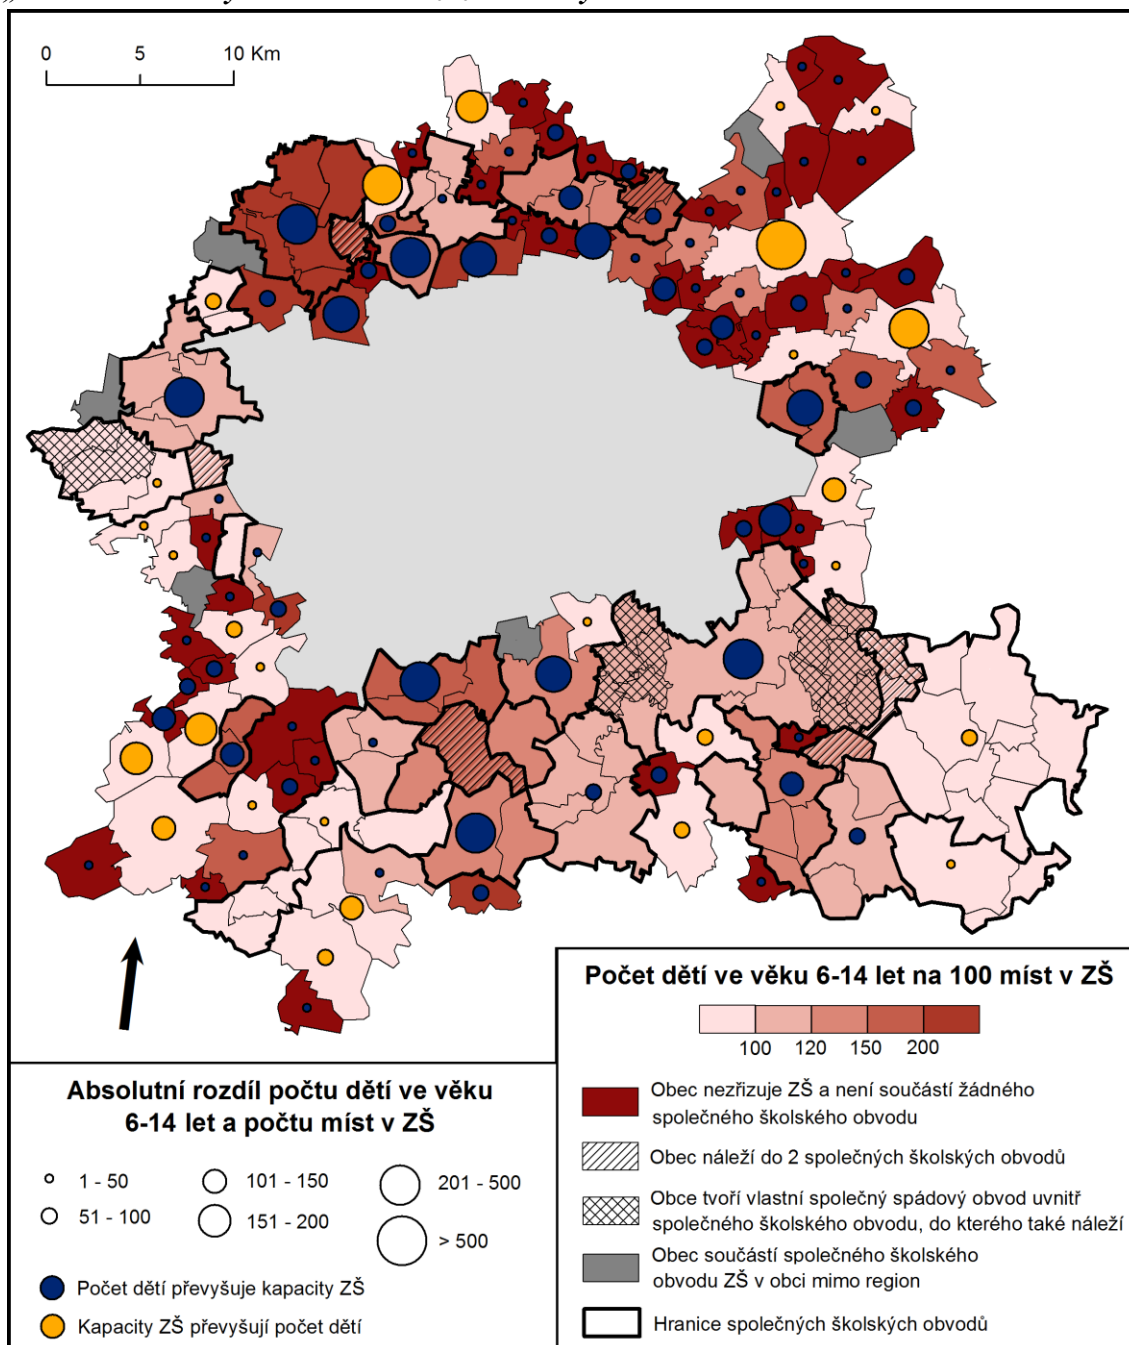 0 5 10 Km
Počet dětí ve věku 6-14 let na 100 míst v ZŠ
100 120 150 200
Obec nezřizuje ZŠ a není součástí žádného
společného školského obvodu
Obec náleží do 2 společných školských obvodů
Obce tvoří vlastní společný spádový obvod uvnitř
společného školského obvodu, do kterého také náleží
Obec součástí společného školského
obvodu ZŠ v obci mimo region
Hranice společných školských obvodů
Absolutní rozdíl počtu dětí ve věku
6-14 let a počtu míst v ZŠ
1 - 50
101 - 150
201 - 500
51 - 100
151 - 200
> 500
Počet dětí převyšuje kapacity ZŠ
Kapacity ZŠ převyšují počet dětí